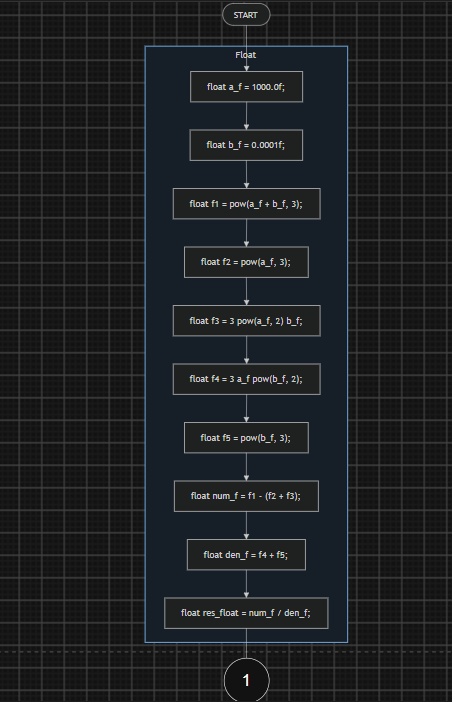 START
Float
float a_f = 1000.0f;
float b_f = 0.0001f;
float f1 = pow(a_f + b_f, 3);
float f2 = pow(a_f, 3);
float f3 = 3 pow(a_f, 2) b_f;
float f4 = 3 a_f pow(b_f, 2);
float f5 = pow(b_f, 3);
float num_f = f1 - (f2 + f3);
float den_f = f4 + f5;
float res_float = num_f / den_f;
1